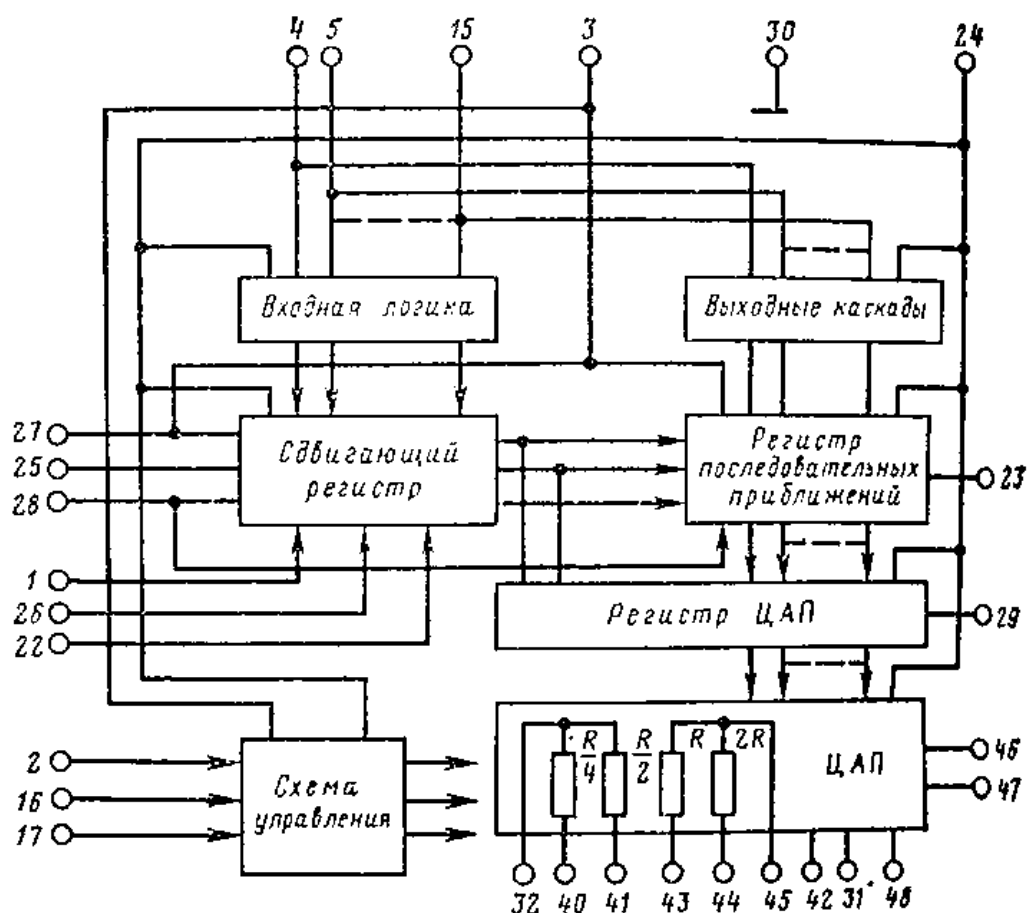 4 5 15 3 30 24
Входная логика
Выходные каскады
27
25
28
Сдвигающий
регистр
Регистр
последовательных
приближений
23
1
26
22
Регистр ЦАП
29
2
16
17
Схема
управления
R/4
R/2
R
2R
ЦАП
46
47
32 40 41 43 44 45 42 31 48